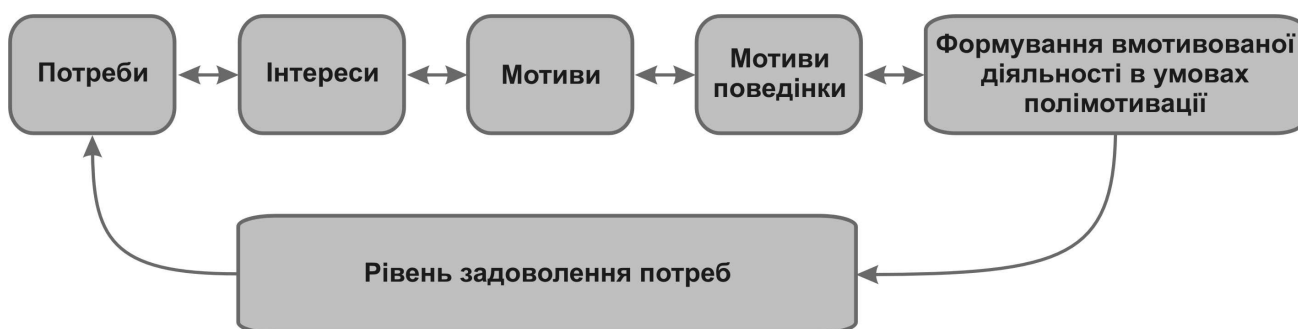 Потреби
Інтереси
Мотиви
Мотиви
поведінки
Формування вмотивованої
діяльності в умовах
полімотивації
Рівень задоволення потреб